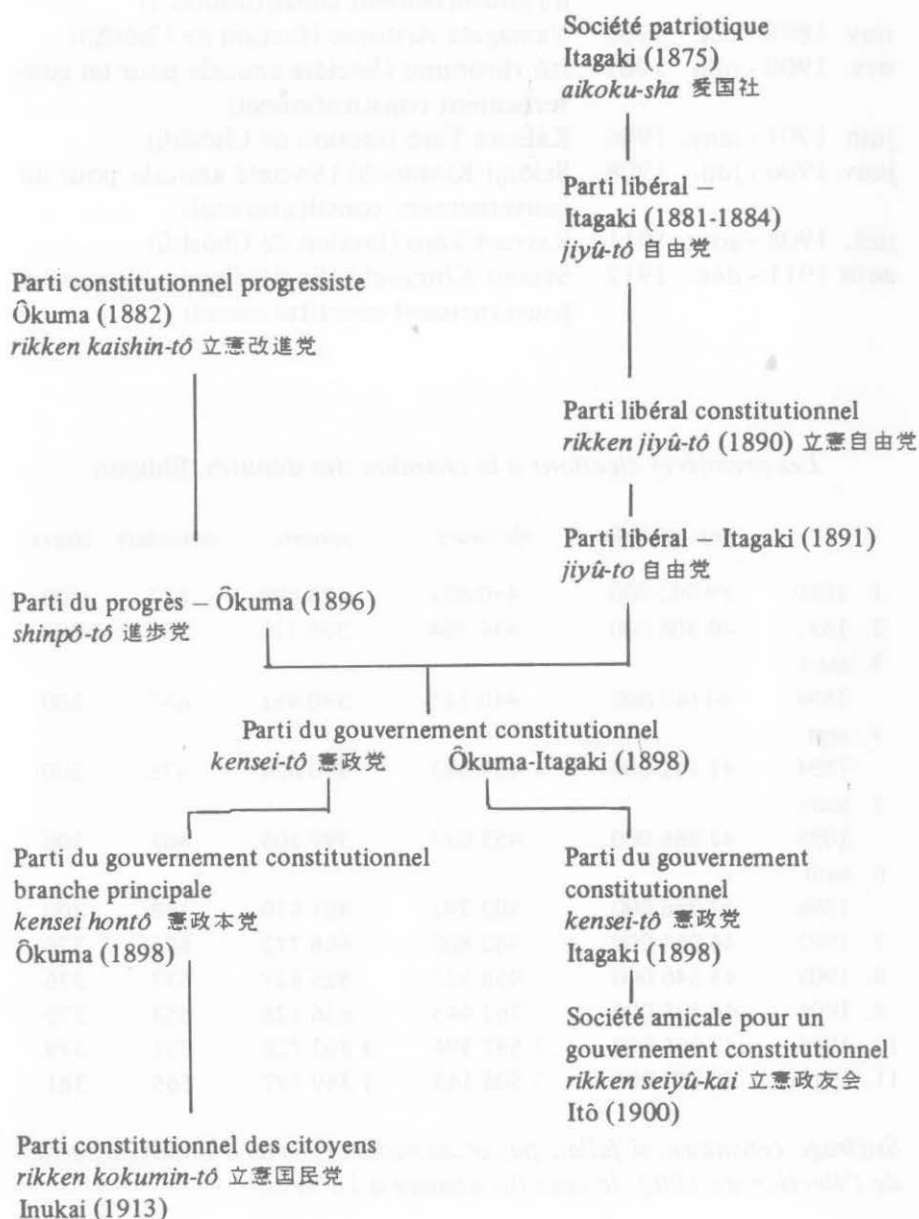 Société patriotique
Itagaki (1875)
aikoku-sha 愛国社
Parti libéral –
Itagaki (1881-1884)
jiyû-tô 自由党
Parti constitutionnel progressiste
Ôkuma (1882)
rikken kaishin-tô 立憲改進党
Parti libéral constitutionnel
rikken jiyû-tô (1890) 立憲自由党
Parti libéral – Itagaki (1891)
jiyû-to 自由党
Parti du progrès – Ôkuma (1896)
shinpô-tô 進歩党
Parti du gouvernement constitutionnel
kensei-tô 憲政党 Ôkuma-Itagaki (1898)
Parti du gouvernement constitutionnel
branche principale
kensei hontô 憲政本党
Ôkuma (1898)
Parti du gouvernement
constitutionnel
kensei-tô 憲政党
Itagaki (1898)
Société amicale pour un
gouvernement constitutionnel
rikken seiyû-kai 立憲政友会
Itô (1900)
Parti constitutionnel des citoyens
rikken kokumin-tô 立憲国民党
Inukai (1913)